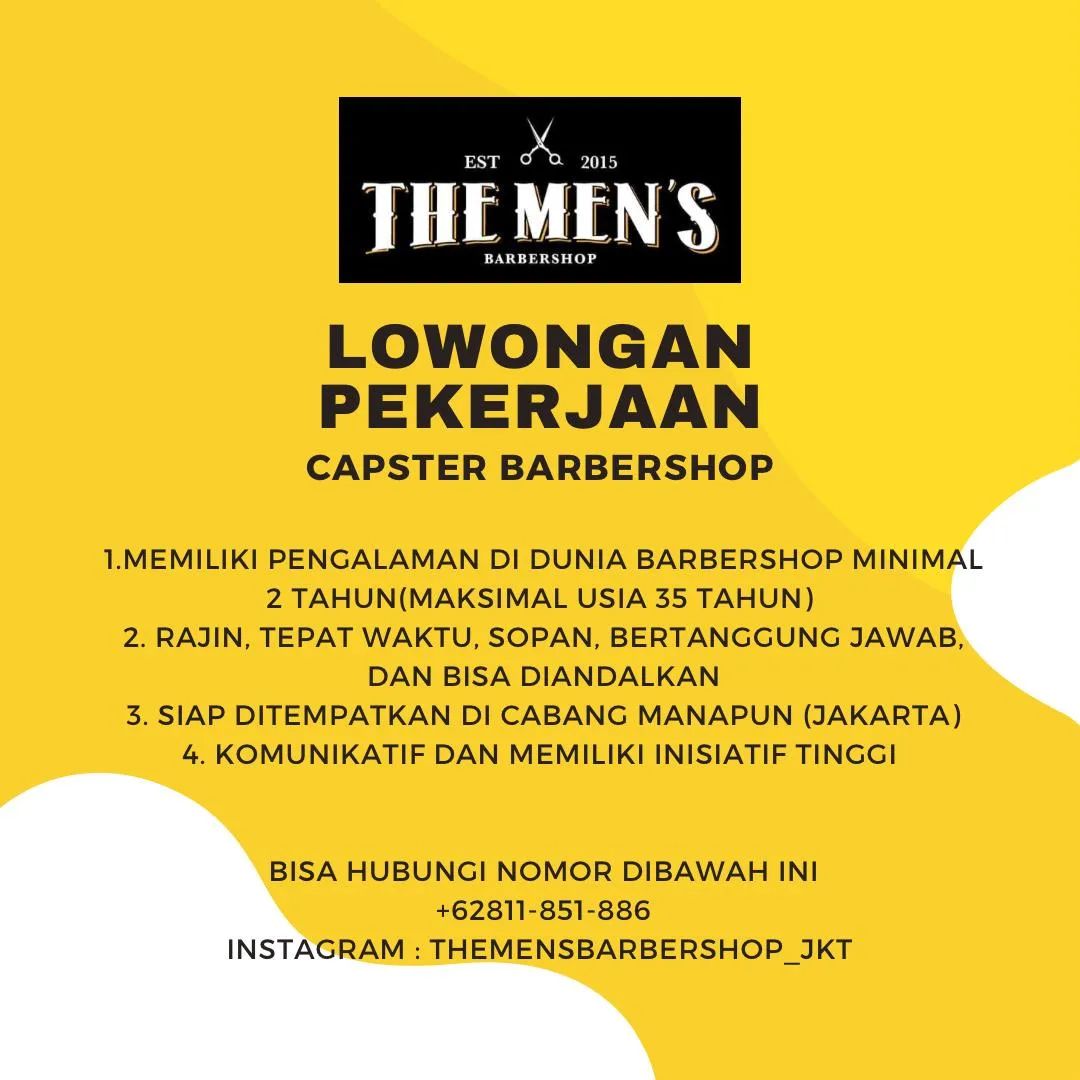 EST 2015
THE MEN'S
BARBERSHOP
LOWONGAN
PEKERJAAN
CAPSTER BARBERSHOP
1.MEMILIKI PENGALAMAN DI DUNIA BARBERSHOP MINIMAL
2 TAHUN(MAKSIMAL USIA 35 TAHUN)
2. RAJIN, TEPAT WAKTU, SOPAN, BERTANGGUNG JAWAB,
DAN BISA DIANDALKAN
3. SIAP DITEMPATKAN DI CABANG MANAPUN (JAKARTA)
4. KOMUNIKATIF DAN MEMILIKI INISIATIF TINGGI
BISA HUBUNGI NOMOR DIBAWAH INI
+62811-851-886
INSTAGRAM : THEMENSBARBERSHOP_JKT